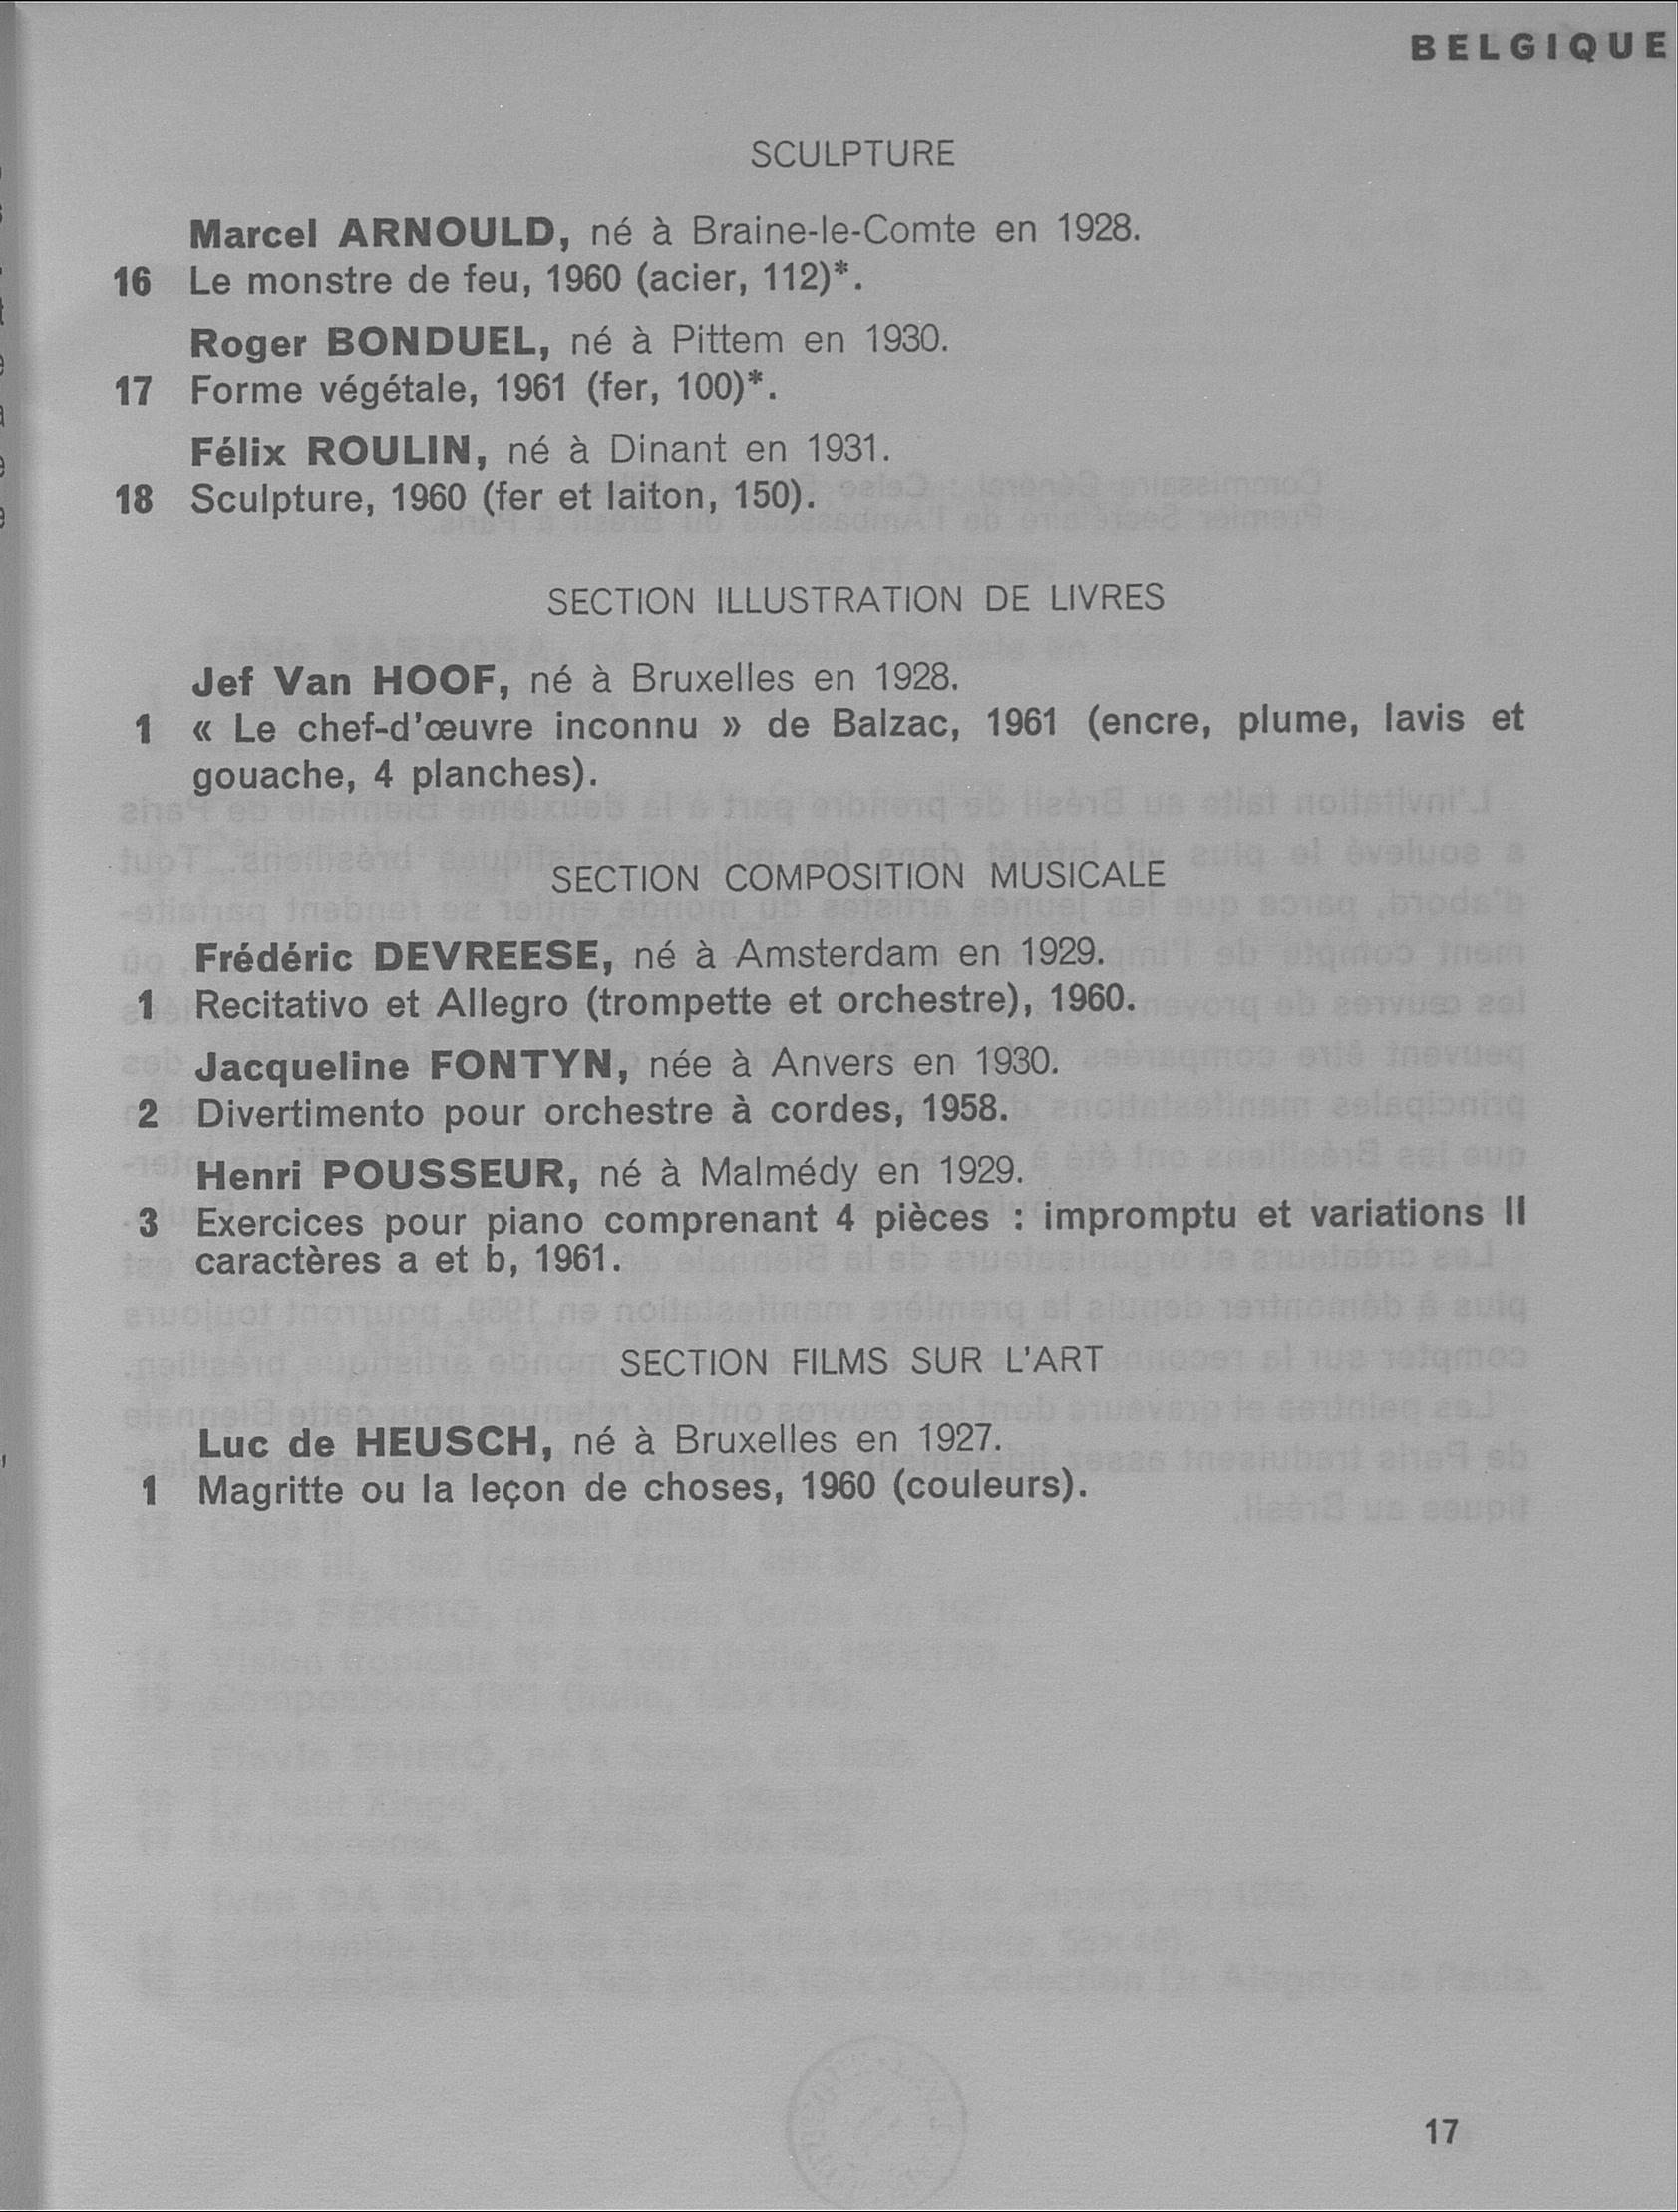 BELGIQUE
SCULPTURE
Marcel ARNOULD, né à Braine-le-Comte en 1928.
16 Le monstre de feu, 1960 (acier, 112)*.
Roger BONDUEL, né à Pittem en 1930.
17 Forme végétale, 1961 (fer, 100)*.
Félix ROULIN, né à Dinant en 1931.
18 Sculpture, 1960 (fer et laiton, 150).
SECTION ILLUSTRATION DE LIVRES
Jef Van HOOF, né à Bruxelles en 1928.
1 « Le chef-d'œuvre inconnu » de Balzac, 1961 (encre, plume, lavis et
gouache, 4 planches).
SECTION COMPOSITION MUSICALE
Frédéric DEVREESE, né à Amsterdam en 1929.
1 Recitativo et Allegro (trompette et orchestre), 1960.
Jacqueline FONTYN, née à Anvers en 1930.
2 Divertimento pour orchestre à cordes, 1958.
Henri POUSSEUR, né à Malmédy en 1929.
3 Exercices pour piano comprenant 4 pièces : impromptu et variations II
caractères a et b, 1961.
SECTION FILMS SUR L'ART
Luc de HEUSCH, né à Bruxelles en 1927.
1 Magritte ou la leçon de choses, 1960 (couleurs).
17